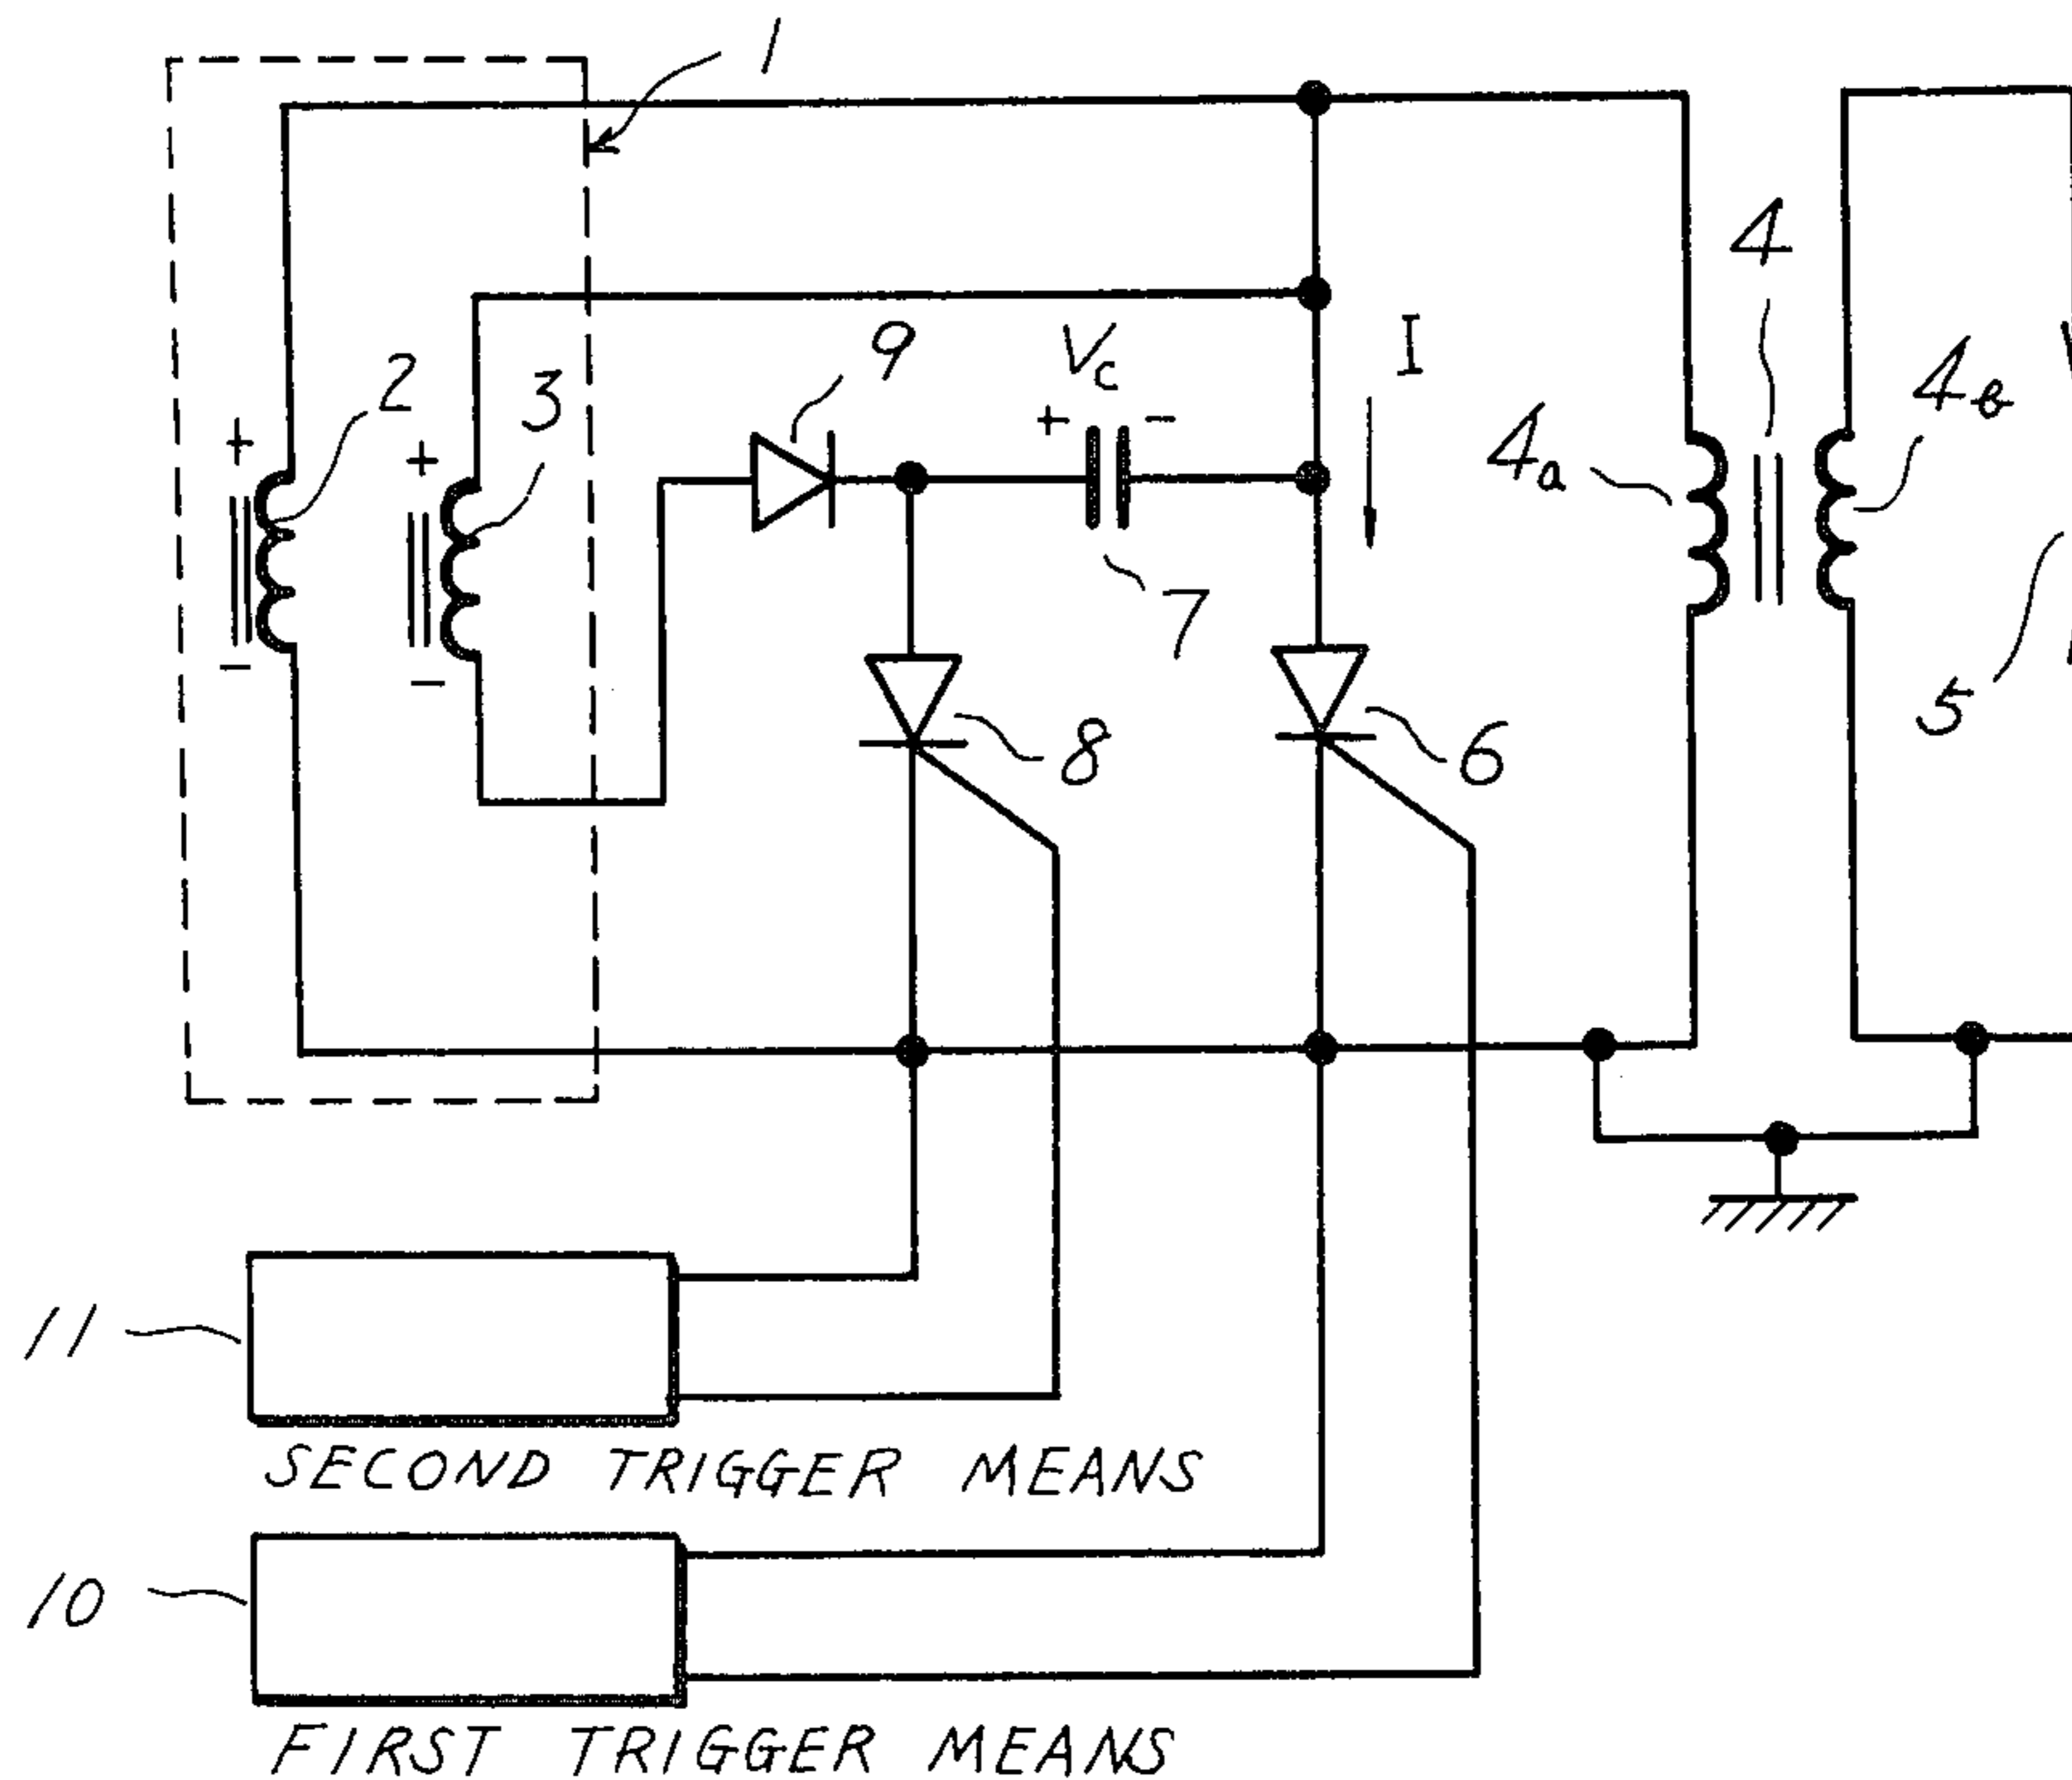 1
2
3
9
Vc
+ -
I
4
4a
4b
+
+
-
-
7
8
6
5
11
SECOND TRIGGER MEANS
10
FIRST TRIGGER MEANS